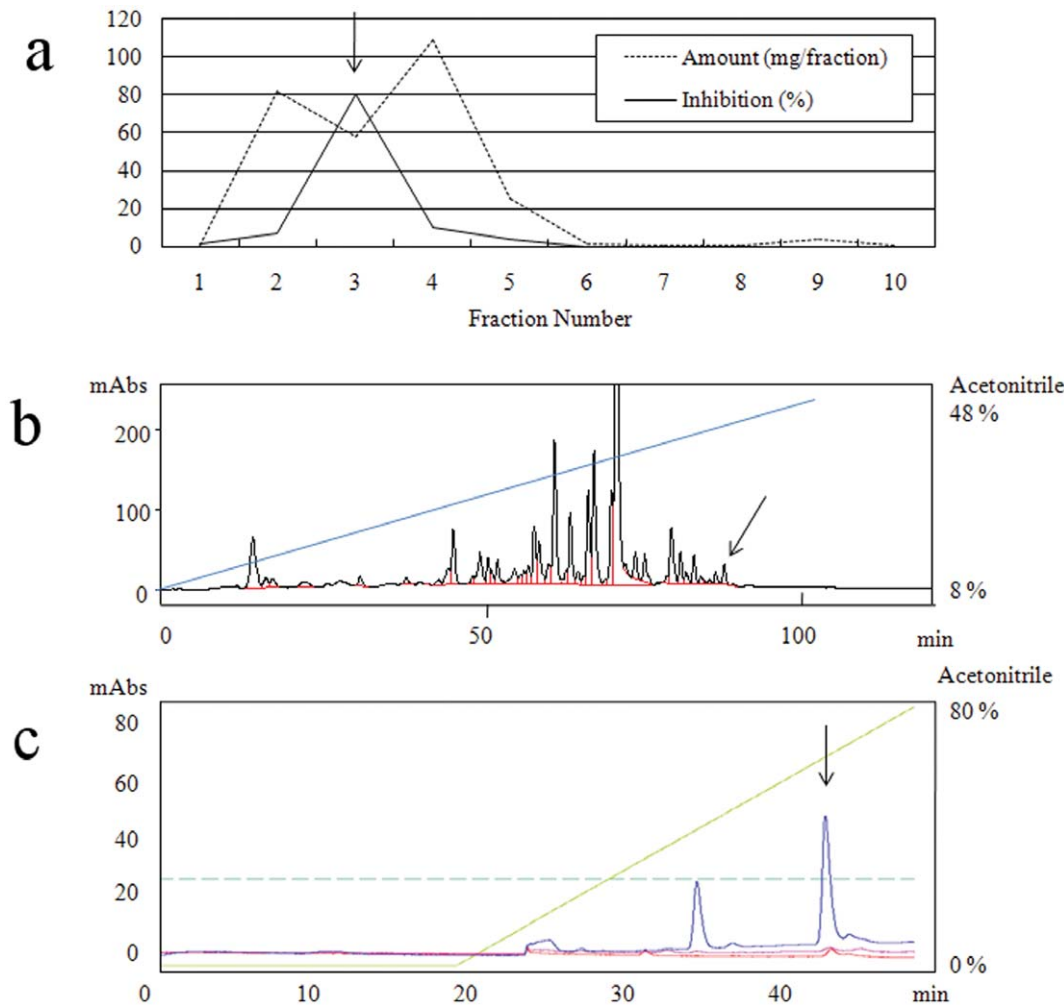 a
120
100
80
60
40
20
0
Amount (mg/fraction)
Inhibition (%)
1 2 3 4 5 6 7 8 9 10
Fraction Number
b
mAbs
200
100
0
Acetonitrile
48 %
8 %
0 50 100 min
c
mAbs
80
60
40
20
0
Acetonitrile
80 %
0 %
0 10 20 30 40 min